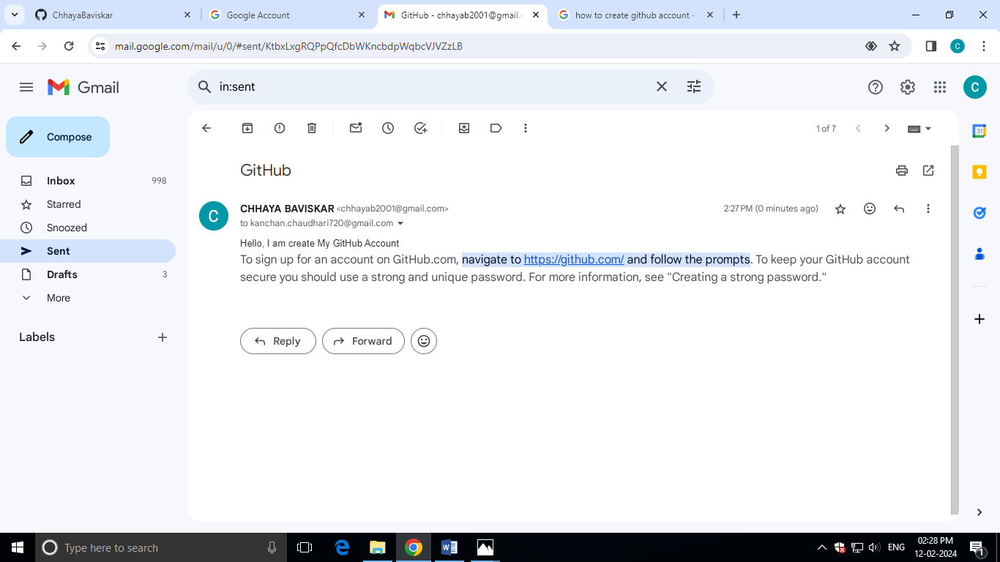 ChhayaBaviskar
Google Account
GitHub - chhayab2001@gmail.c
how to create github account -
mail.google.com/mail/u/0/#sent/KtbxLxgRQPpQfcDbWKncbdpWqbcVJVZzLB
C
Gmail
in:sent
C
Compose
1 of 7
31
Inbox 998
Starred
Snoozed
Sent
Drafts 3
More
Labels
GitHub
C
CHHAYA BAVISKAR <chhayab2001@gmail.com>
2:27 PM (0 minutes ago)
to kanchan.chaudhari720@gmail.com
Hello, I am create My GitHub Account
To sign up for an account on GitHub.com, navigate to https://github.com/ and follow the prompts. To keep your GitHub account
secure you should use a strong and unique password. For more information, see "Creating a strong password."
Reply
Forward
Type here to search
ENG
02:28 PM
12-02-2024
1